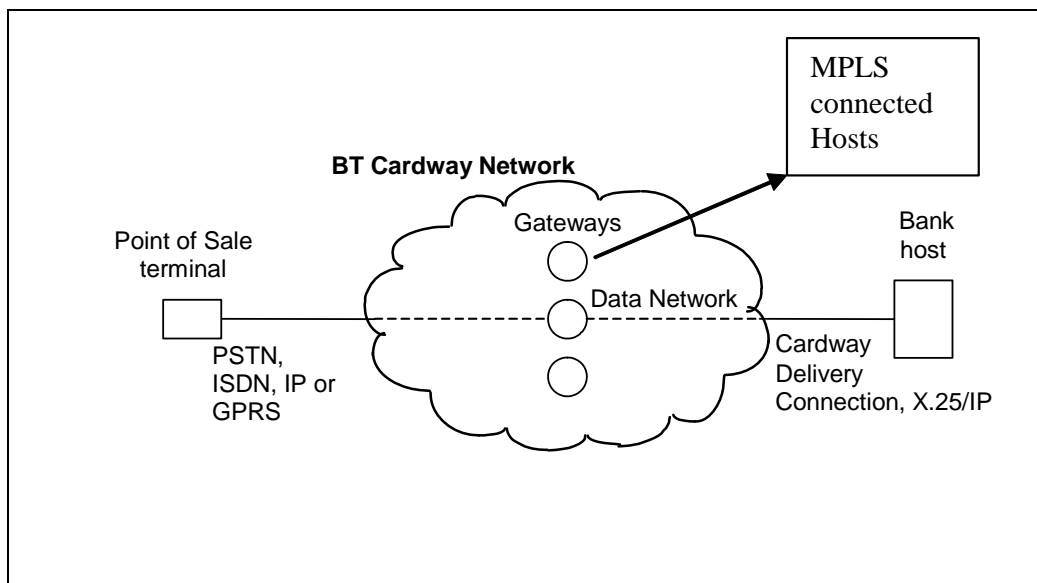 MPLS
connected
Hosts
BT Cardway Network
Gateways
Point of Sale
terminal
Bank
host
Data Network
PSTN,
ISDN, IP or
GPRS
Cardway
Delivery
Connection, X.25/IP